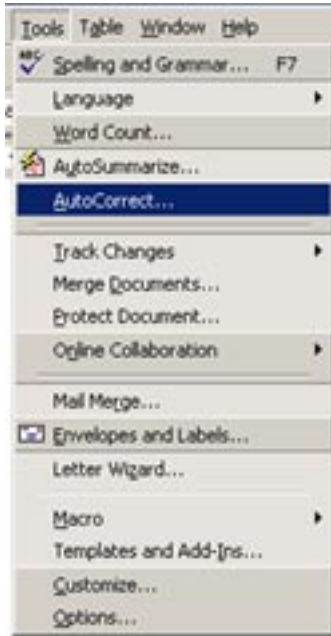 Tools Table Window Help
ABC Spelling and Grammar... F7
Language
Word Count...
AutoSummarize...
AutoCorrect...
Track Changes
Merge Documents...
Protect Document...
Online Collaboration
Mail Merge...
Envelopes and Labels...
Letter Wizard...
Macro
Templates and Add-Ins...
Customize...
Options...